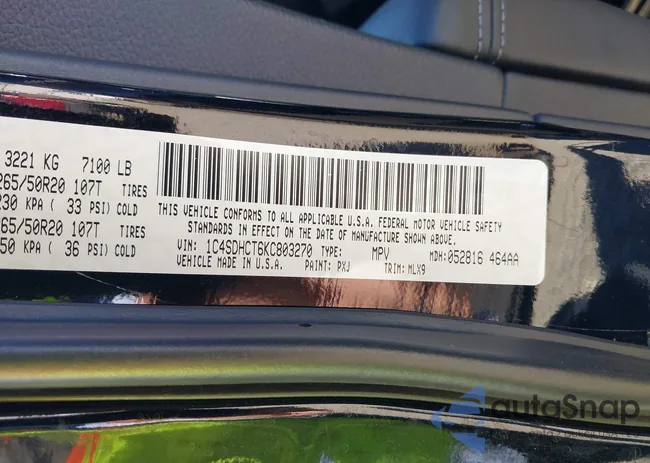 3221 KG 7100 LB
265/50R20 107T TIRES
230 KPA ( 33 PSI) COLD
65/50R20 107T TIRES
50 KPA ( 36 PSI) COLD
THIS VEHICLE CONFORMS TO ALL APPLICABLE U.S.A. FEDERAL MOTOR VEHICLE SAFETY
STANDARDS IN EFFECT ON THE DATE OF MANUFACTURE SHOWN ABOVE.
VIN: 1C4SDHCT6KC803270 TYPE: MPV MDH: 052816 464AA
VEHICLE MADE IN U.S.A. PAINT: PXJ TRIM: MLX9
autoSnap